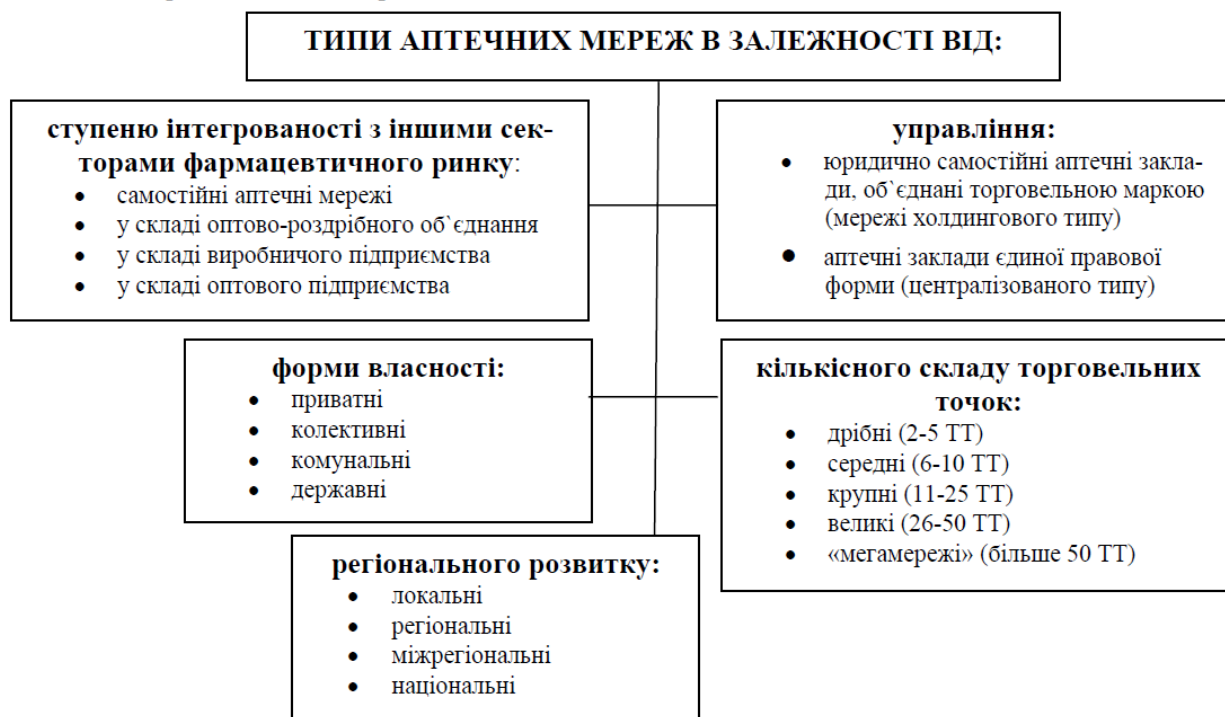 ТИПИ АПТЕЧНИХ МЕРЕЖ В ЗАЛЕЖНОСТІ ВІД:
ступеню інтегрованості з іншими сек-
торами фармацевтичного ринку:
• самостійні аптечні мережі
• у складі оптово-роздрібного об`єднання
• у складі виробничого підприємства
• у складі оптового підприємства
управління:
• юридично самостійні аптечні закла-
ди, об`єднані торговельною маркою
(мережі холдингового типу)
• аптечні заклади єдиної правової
форми (централізованого типу)
форми власності:
• приватні
• колективні
• комунальні
• державні
кількісного складу торговельних
точок:
• дрібні (2-5 ТТ)
• середні (6-10 ТТ)
• крупні (11-25 ТТ)
• великі (26-50 ТТ)
• «мегамережі» (більше 50 ТТ)
регіонального розвитку:
• локальні
• регіональні
• міжрегіональні
• національні